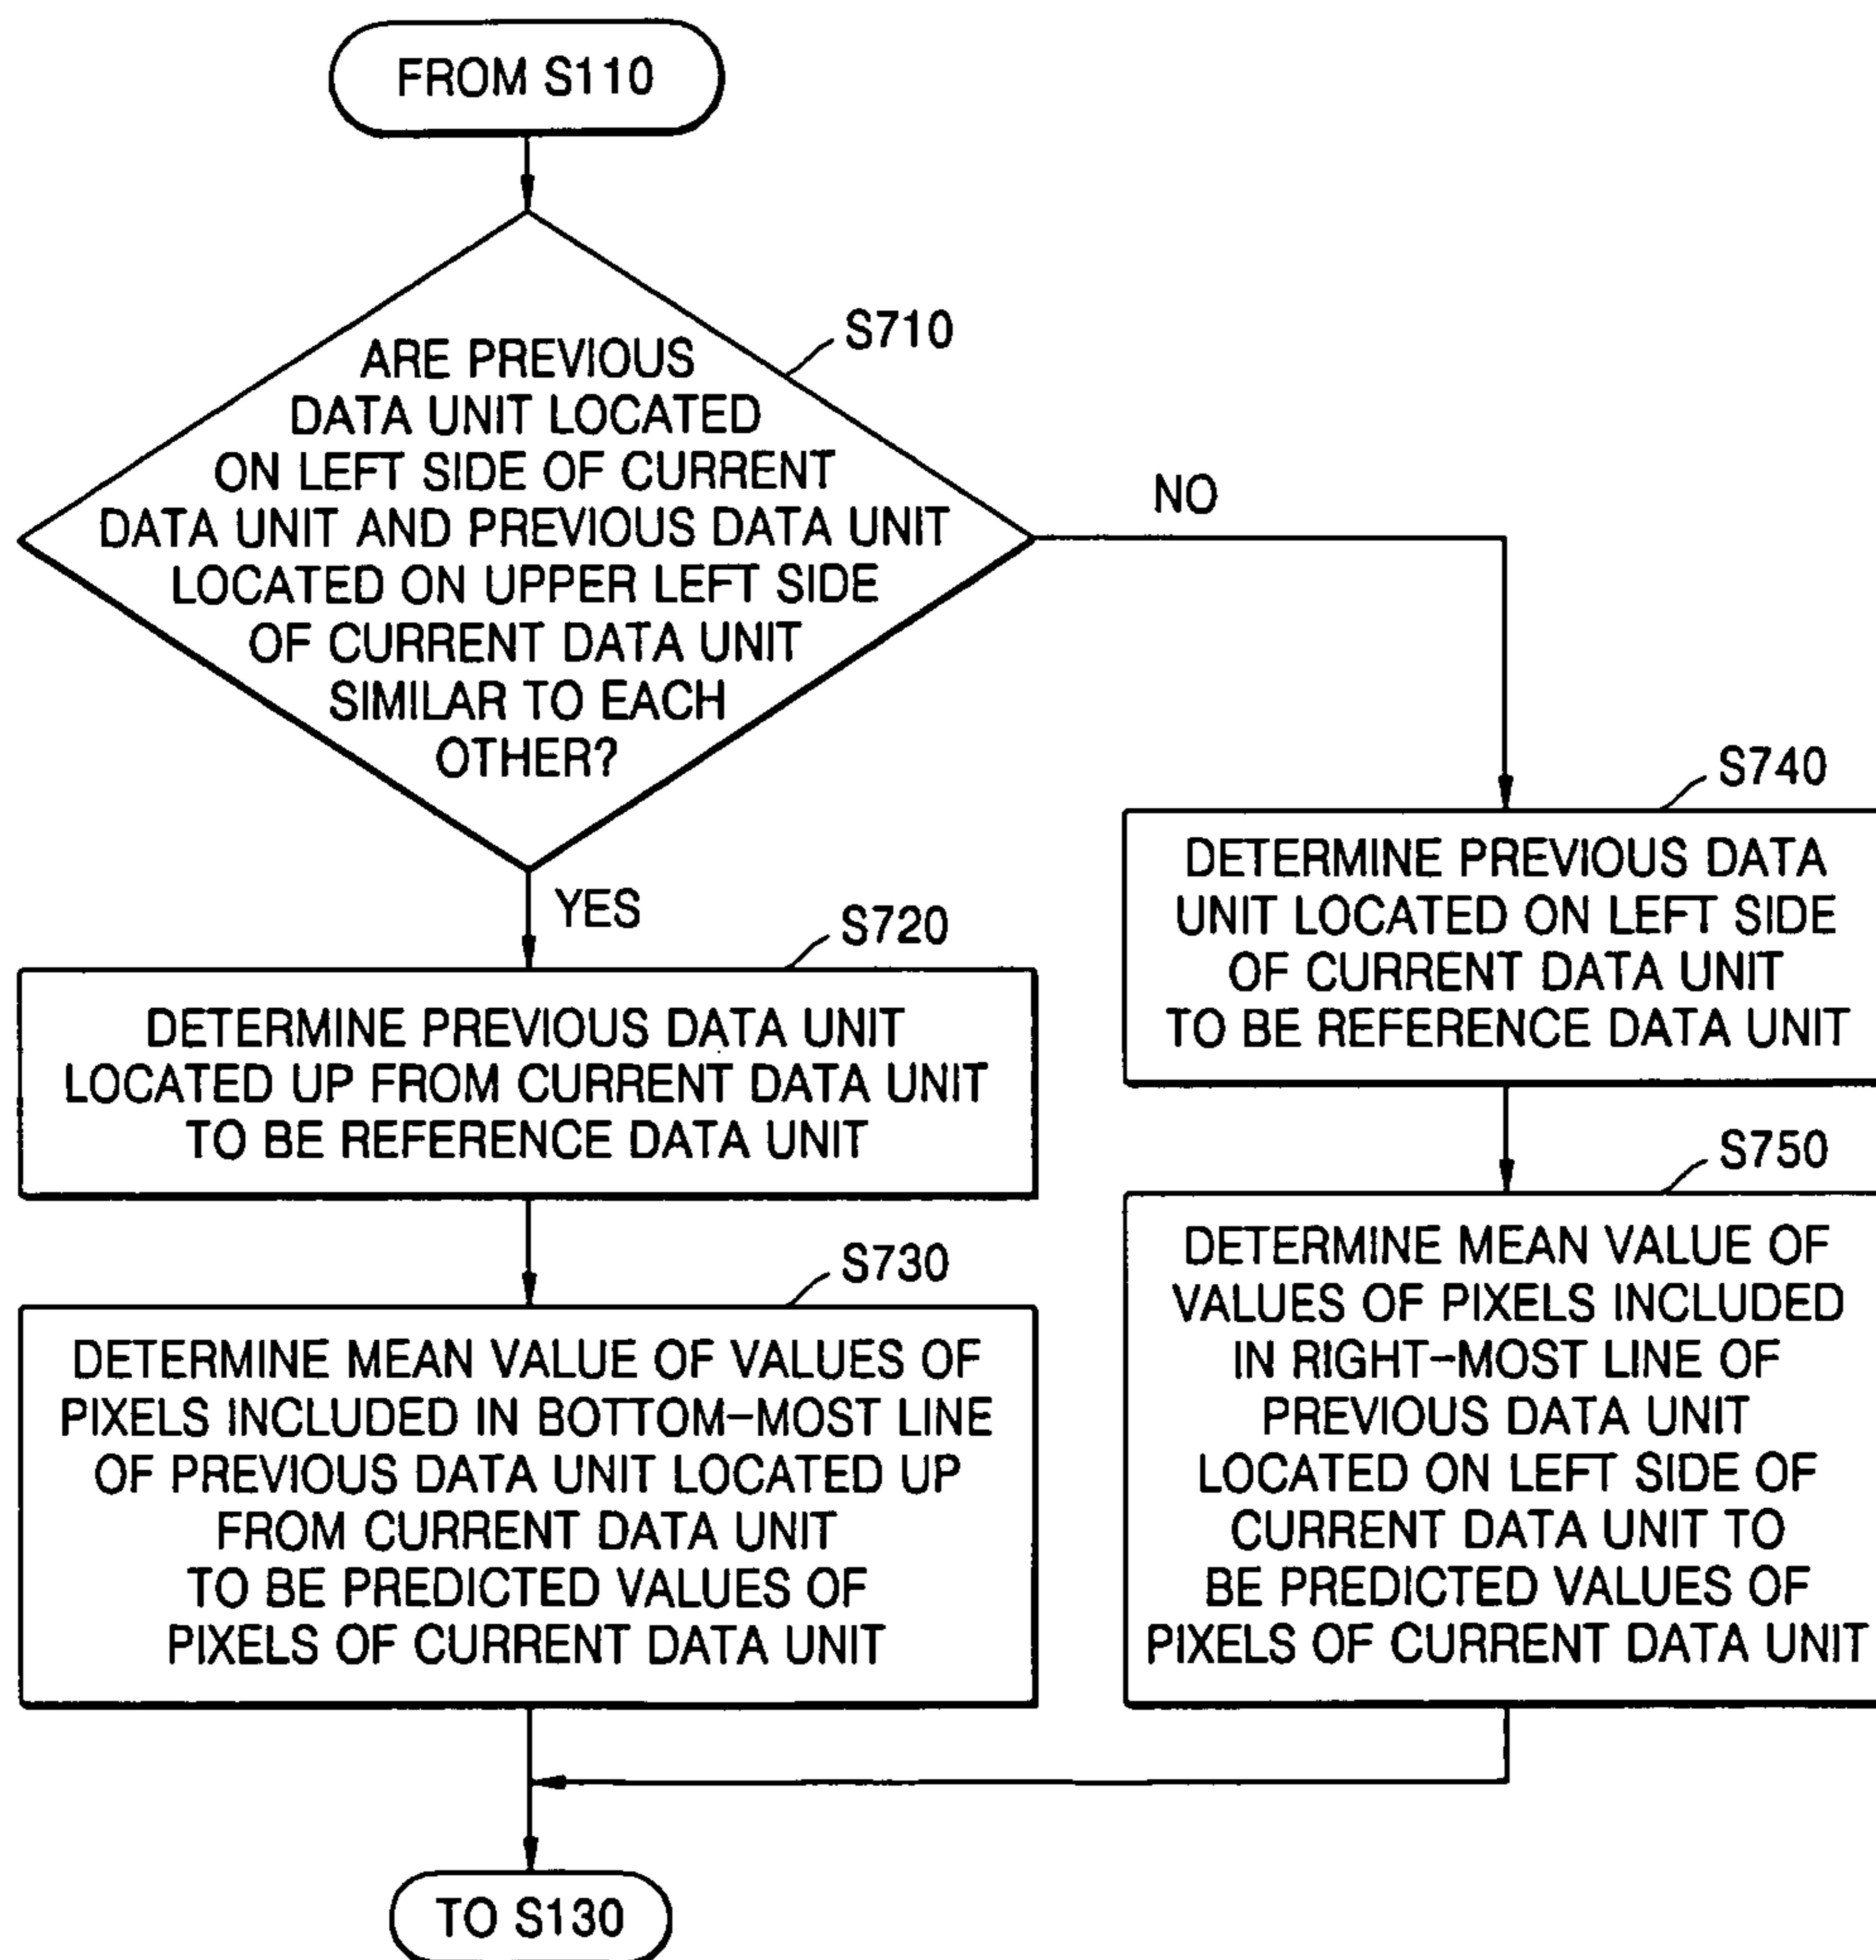 FROM S110
S710
ARE PREVIOUS
DATA UNIT LOCATED
ON LEFT SIDE OF CURRENT
DATA UNIT AND PREVIOUS DATA UNIT
LOCATED ON UPPER LEFT SIDE
OF CURRENT DATA UNIT
SIMILAR TO EACH
OTHER?
NO
YES
S720
DETERMINE PREVIOUS DATA UNIT
LOCATED UP FROM CURRENT DATA UNIT
TO BE REFERENCE DATA UNIT
S730
DETERMINE MEAN VALUE OF VALUES OF
PIXELS INCLUDED IN BOTTOM-MOST LINE
OF PREVIOUS DATA UNIT LOCATED UP
FROM CURRENT DATA UNIT
TO BE PREDICTED VALUES OF
PIXELS OF CURRENT DATA UNIT
S740
DETERMINE PREVIOUS DATA
UNIT LOCATED ON LEFT SIDE
OF CURRENT DATA UNIT
TO BE REFERENCE DATA UNIT
S750
DETERMINE MEAN VALUE OF
VALUES OF PIXELS INCLUDED
IN RIGHT-MOST LINE OF
PREVIOUS DATA UNIT
LOCATED ON LEFT SIDE OF
CURRENT DATA UNIT TO
BE PREDICTED VALUES OF
PIXELS OF CURRENT DATA UNIT
TO S130